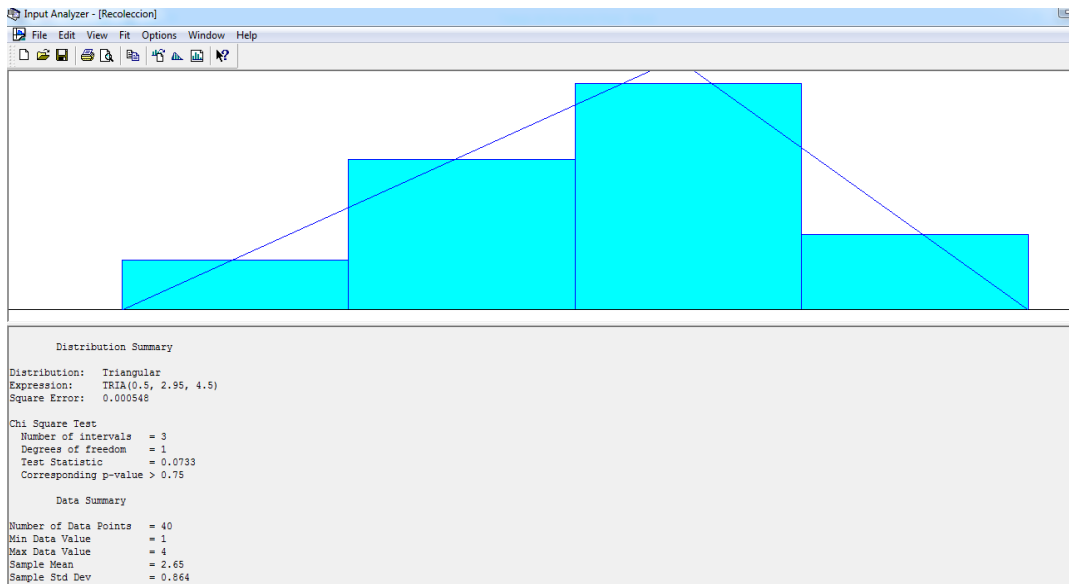 Input Analyzer - [Recoleccion]
File Edit View Fit Options Window Help
Distribution Summary
Distribution: Triangular
Expression: TRIA(0.5, 2.95, 4.5)
Square Error: 0.000548
Chi Square Test
Number of intervals = 3
Degrees of freedom = 1
Test Statistic = 0.0733
Corresponding p-value > 0.75
Data Summary
Number of Data Points = 40
Min Data Value = 1
Max Data Value = 4
Sample Mean = 2.65
Sample Std Dev = 0.864